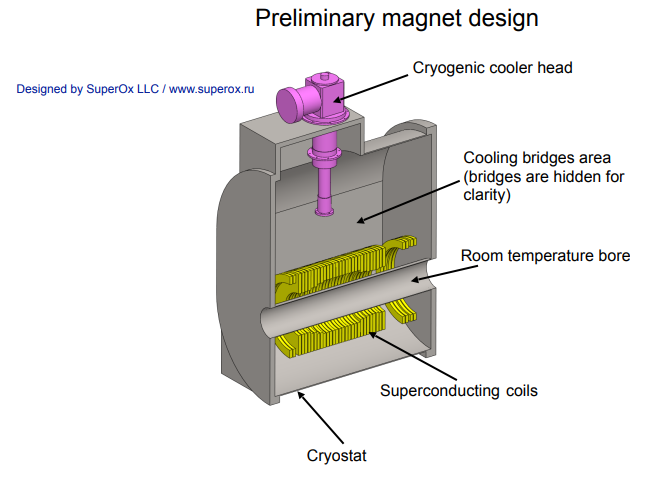 Preliminary magnet design
Cryogenic cooler head
Designed by SuperOx LLC / www.superox.ru
Cooling bridges area
(bridges are hidden for
clarity)
Room temperature bore
Superconducting coils
Cryostat